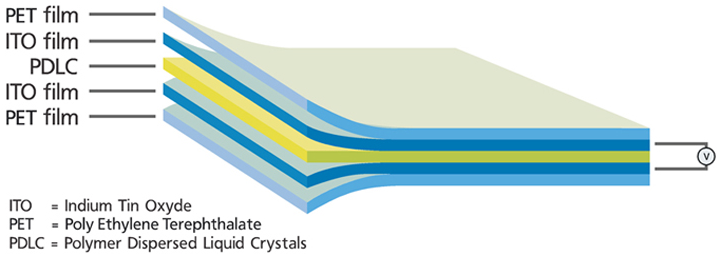 PET film
ITO film
PDLC
ITO film
PET film
V
ITO = Indium Tin Oxyde
PET = Poly Ethylene Terephthalate
PDLC = Polymer Dispersed Liquid Crystals